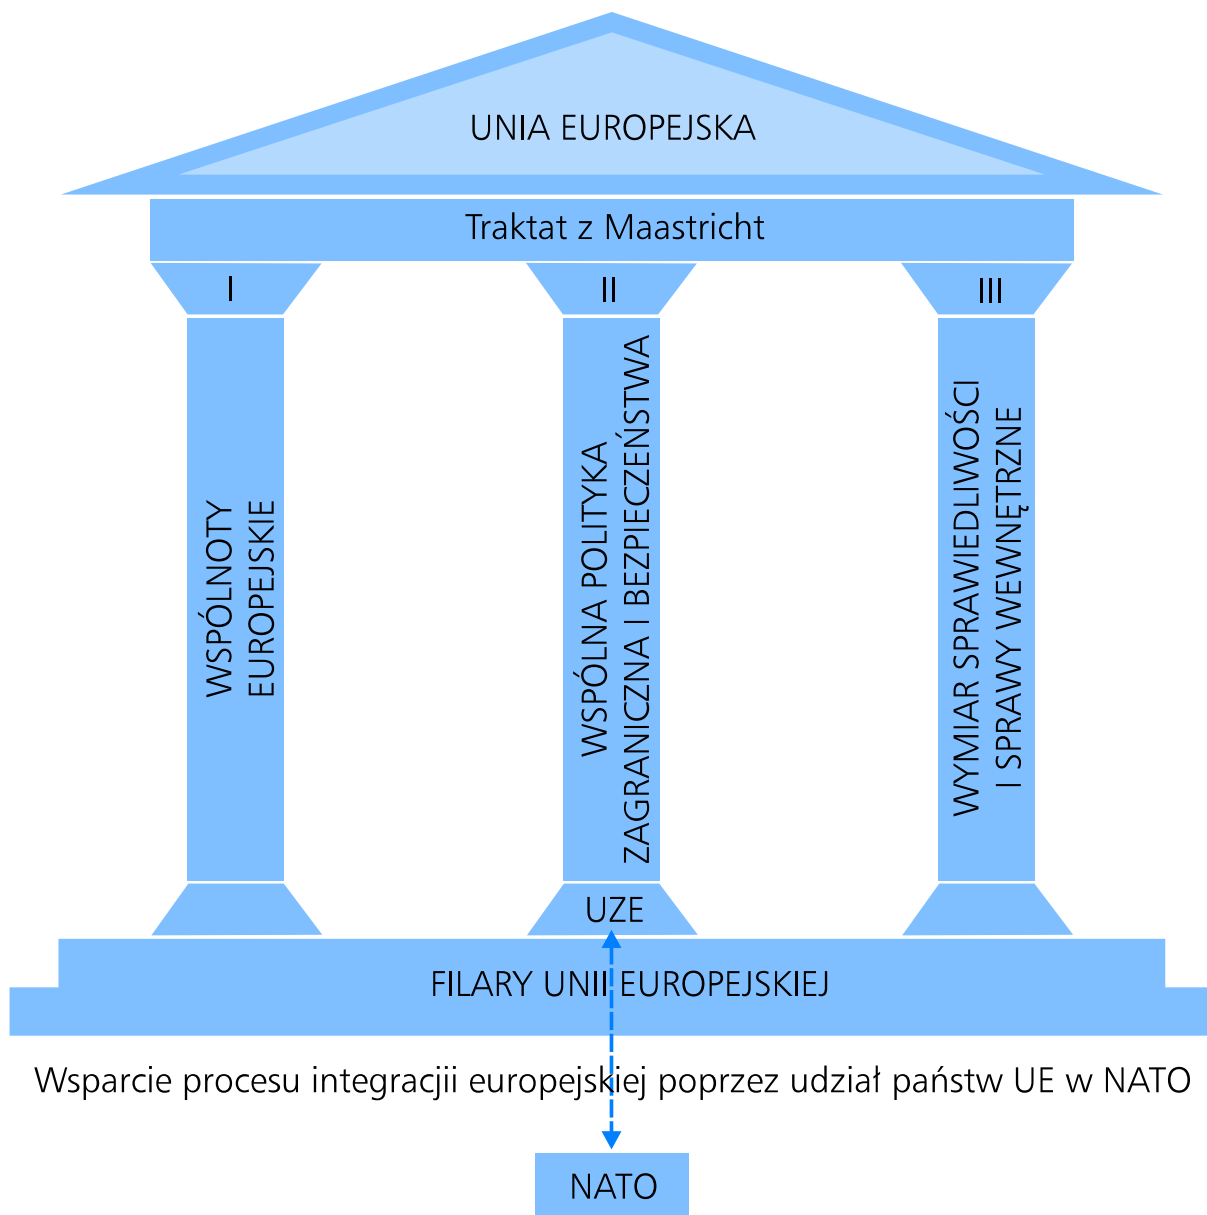 UNIA EUROPEJSKA
Traktat z Maastricht
I
II
III
WSPÓLNOTY
EUROPEJSKIE
WSPÓLNA POLITYKA
ZAGRANICZNA I BEZPIECZEŃSTWA
WYMIAR SPRAWIEDLIWOŚCI
I SPRAWY WEWNĘTRZNE
UZE
FILARY UNII EUROPEJSKIEJ
Wsparcie procesu integracjii europejskiej poprzez udział państw UE w NATO
NATO